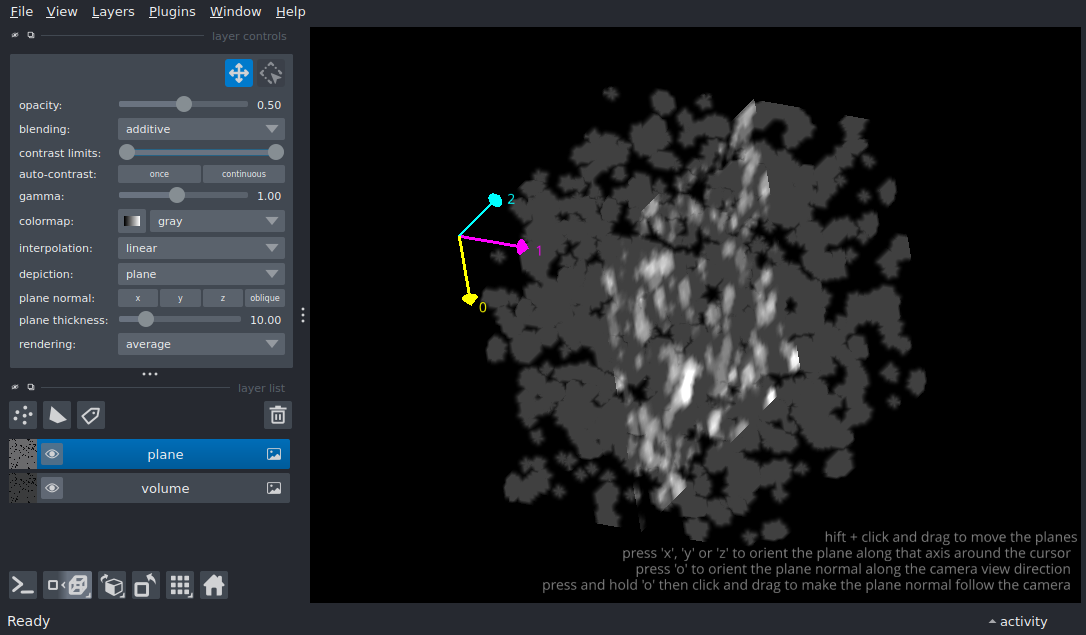 File View Layers Plugins Window Help
layer controls
opacity: 0.50
blending: additive
contrast limits:
auto-contrast: once continuous
gamma: 1.00
colormap: gray
interpolation: linear
depiction: plane
plane normal: x y z oblique
plane thickness: 10.00
rendering: average
layer list
plane
volume
2
1
0
hift + click and drag to move the planes
press 'x', 'y' or 'z' to orient the plane along that axis around the cursor
press 'o' to orient the plane normal along the camera view direction
press and hold 'o' then click and drag to make the plane normal follow the camera
Ready
activity